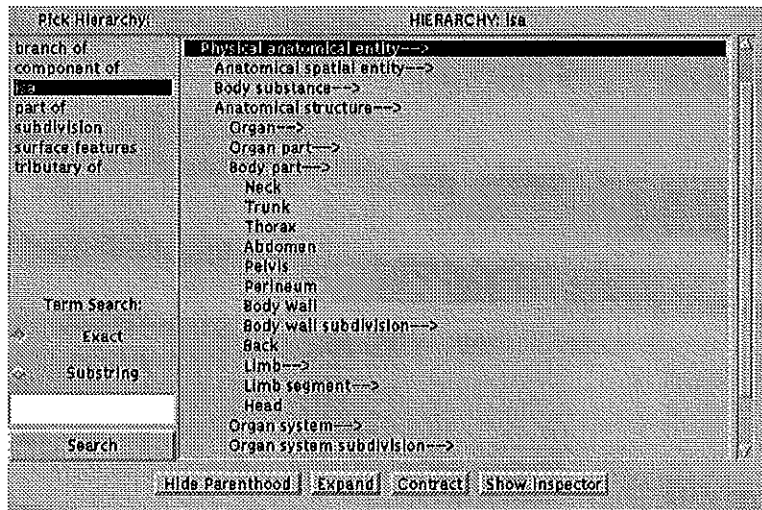 Pick Hierarchy:
branch of
component of
isa
part of
subdivision
surface features
tributary of
Term Search:
Exact
Substring
Search
HIERARCHY: isa
Physical anatomical entity-->
Anatomical spatial entity-->
Body substance-->
Anatomical structure-->
Organ-->
Organ part-->
Body part-->
Neck
Trunk
Thorax
Abdomen
Pelvis
Perineum
Body Wall
Body wall subdivision-->
Back
Limb-->
Limb segment-->
Head
Organ system-->
Organ system subdivision-->
Hide Parenthood Expand Contract Show Inspector